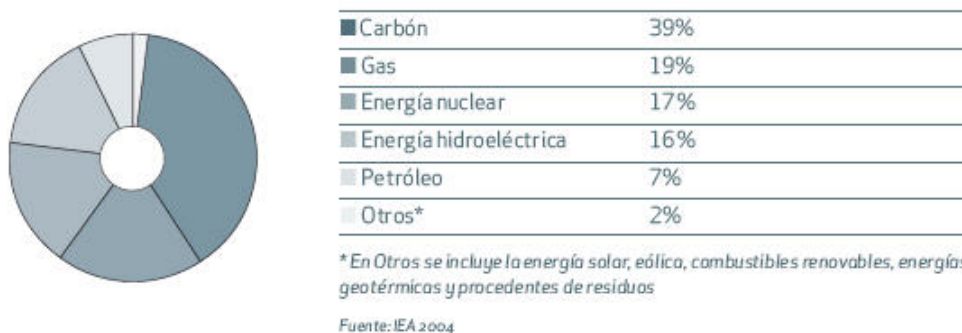 Carbón 39%
Gas 19%
Energía nuclear 17%
Energía hidroeléctrica 16%
Petróleo 7%
Otros* 2%
* En Otros se incluye la energía solar, eólica, combustibles renovables, energías
geotérmicas y procedentes de residuos
Fuente: IEA 2004